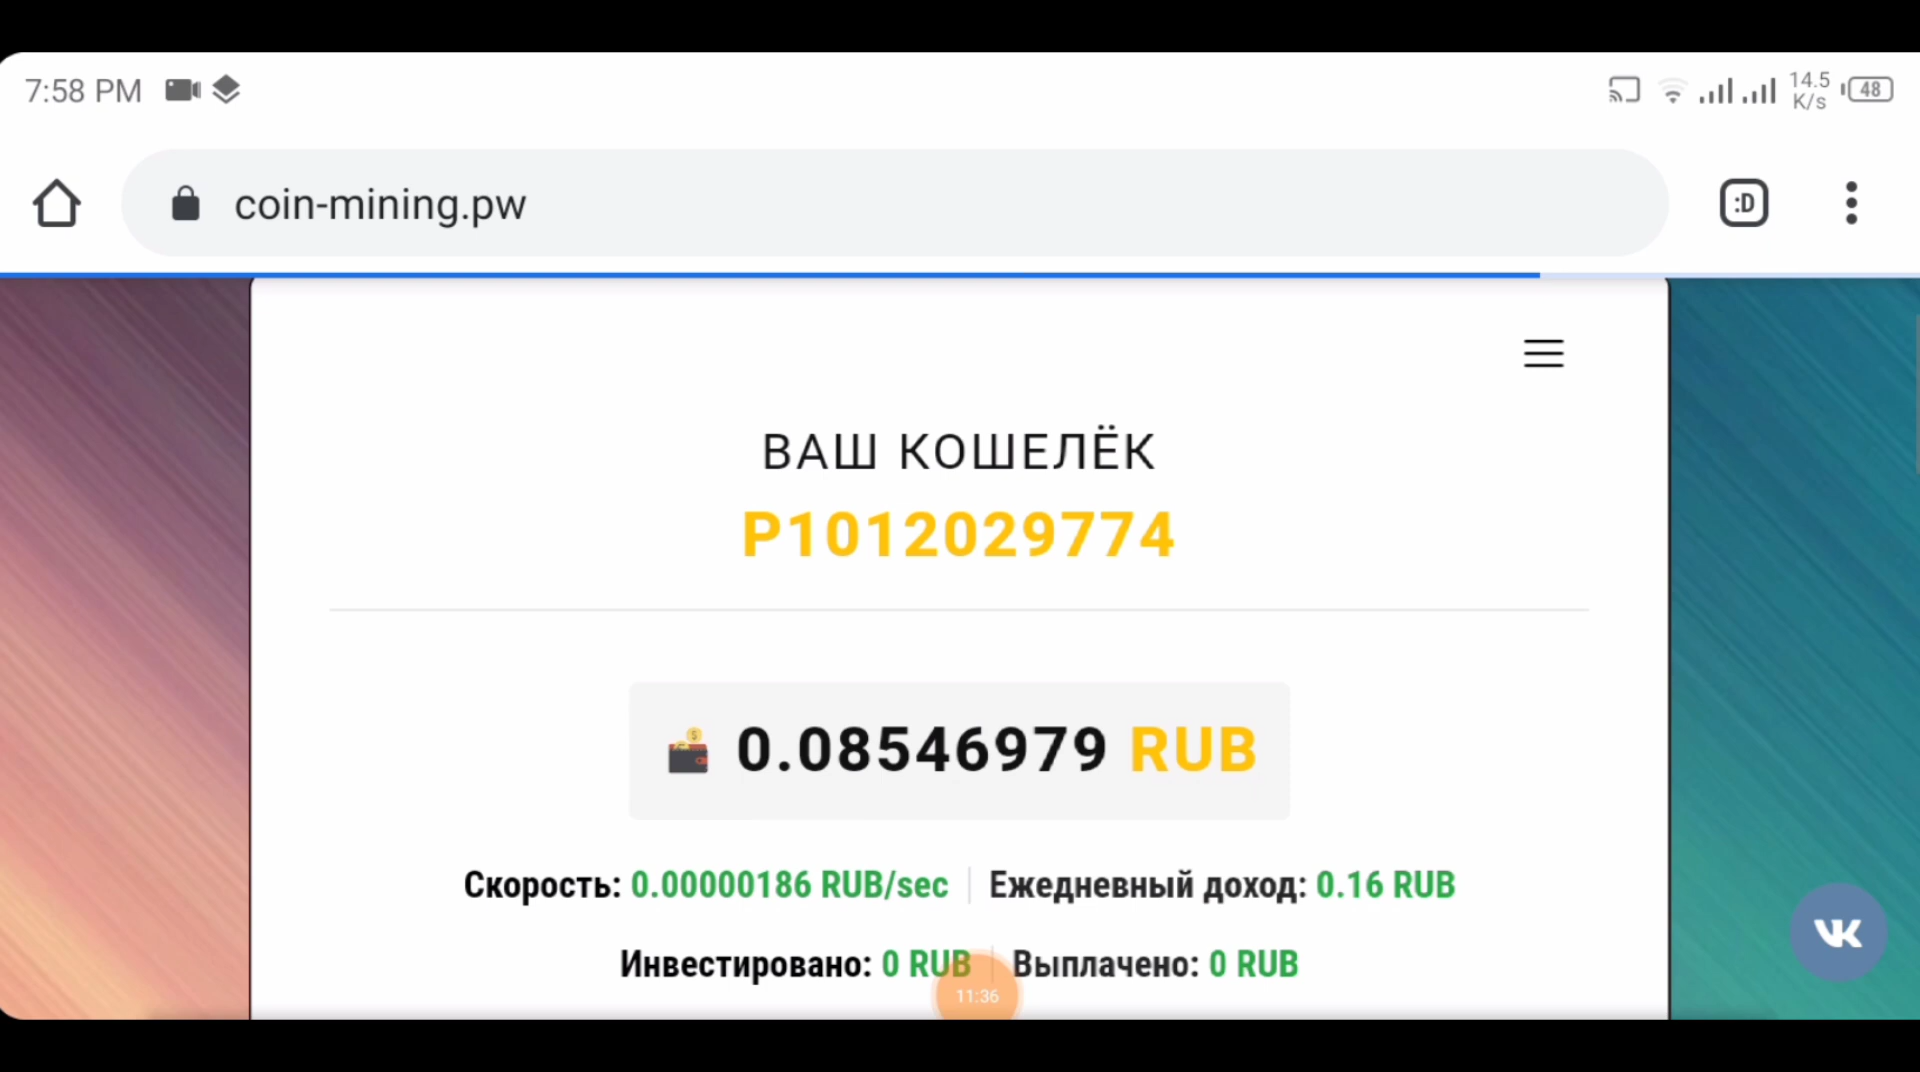 7:58 PM
14.5 K/s
48
coin-mining.pw
:D
ВАШ КОШЕЛЁК
P1012029774
0.08546979 RUB
Скорость: 0.00000186 RUB/sec
Ежедневный доход: 0.16 RUB
Инвестировано: 0 RUB
Выплачено: 0 RUB
11:36